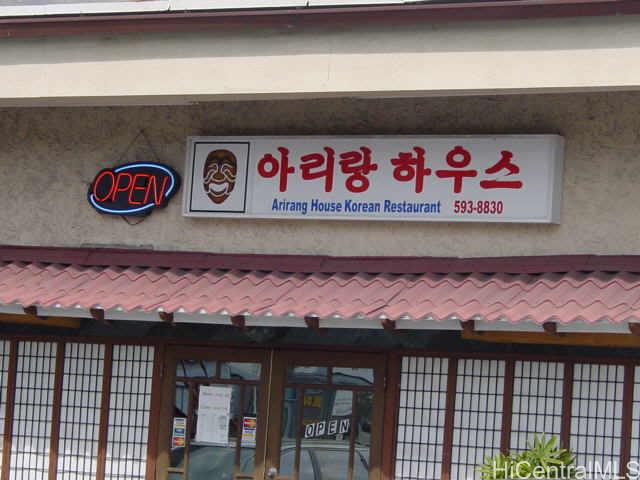 OPEN
아리랑 하우스
Arirang House Korean Restaurant 593-8830
OPEN
HiCentralMLS